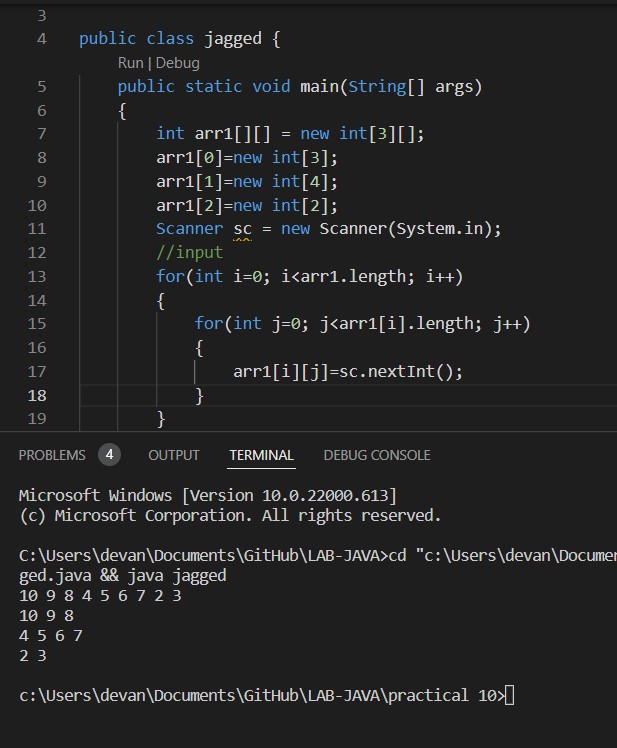 3
4 public class jagged {
Run | Debug
5 public static void main(String[] args)
6 {
7 int arr1[][] = new int[3][];
8 arr1[0]=new int[3];
9 arr1[1]=new int[4];
10 arr1[2]=new int[2];
11 Scanner sc = new Scanner(System.in);
12 //input
13 for(int i=0; i<arr1.length; i++)
14 {
15 for(int j=0; j<arr1[i].length; j++)
16 {
17 arr1[i][j]=sc.nextInt();
18 }
19 }
PROBLEMS 4 OUTPUT TERMINAL DEBUG CONSOLE
Microsoft Windows [Version 10.0.22000.613]
(c) Microsoft Corporation. All rights reserved.
C:\Users\devan\Documents\GitHub\LAB-JAVA>cd "c:\Users\devan\Documen
ged.java && java jagged
10 9 8 4 5 6 7 2 3
10 9 8
4 5 6 7
2 3
c:\Users\devan\Documents\GitHub\LAB-JAVA\practical 10>